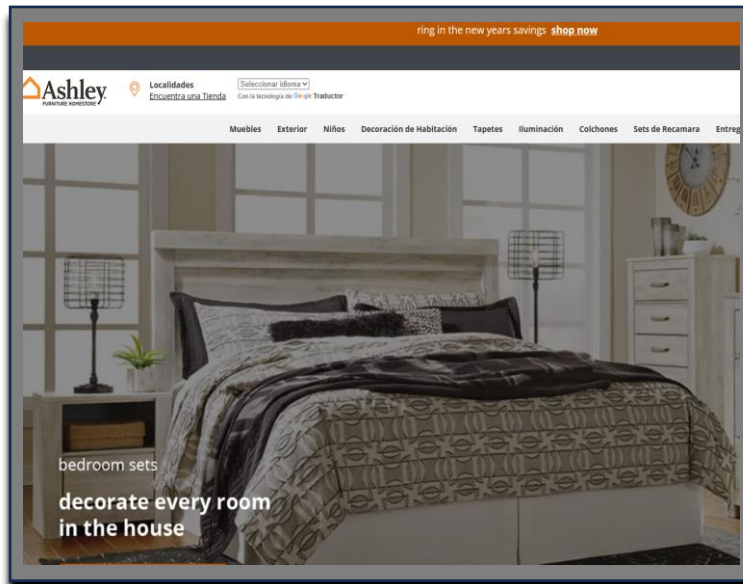 ring in the new years savings shop now
Ashley
FURNITURE HOMESTORE
Localidades
Encuentra una Tienda
Seleccionar idioma
Con la tecnología de Google Traductor
Muebles Exterior Niños Decoración de Habitación Tapetes Iluminación Colchones Sets de Recamara Entreg
bedroom sets
decorate every room
in the house